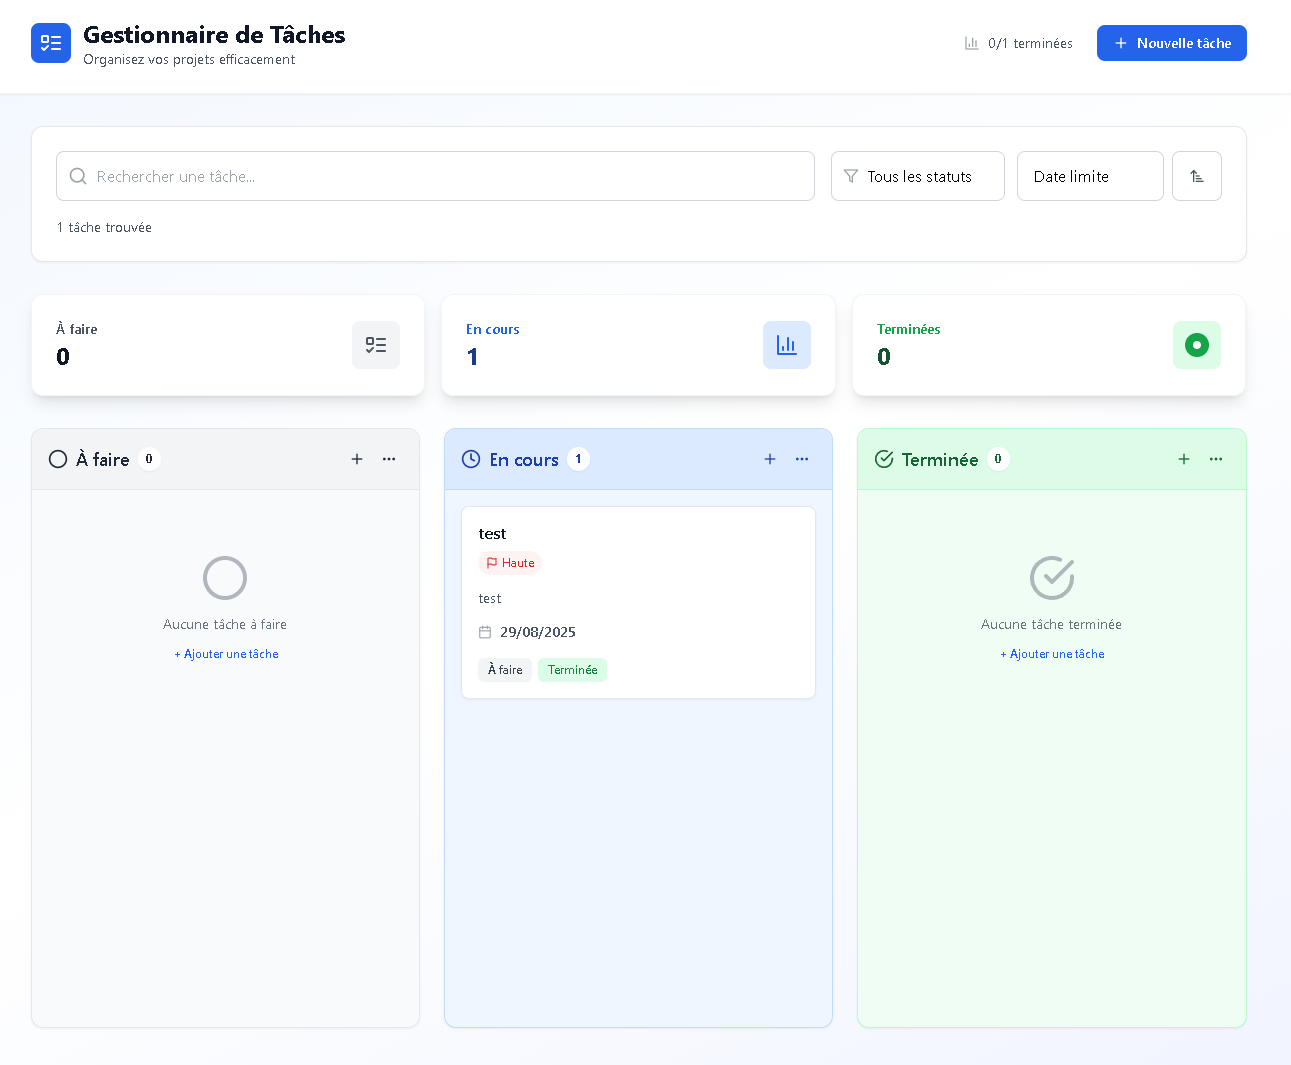 Gestionnaire de Tâches
Organisez vos projets efficacement
0/1 terminées
+ Nouvelle tâche
Rechercher une tâche...
Tous les statuts
Date limite
1 tâche trouvée
À faire
0
En cours
1
Terminées
0
À faire 0
En cours 1
Terminée 0
Aucune tâche à faire
+ Ajouter une tâche
test
Haute
test
29/08/2025
À faire Terminée
Aucune tâche terminée
+ Ajouter une tâche